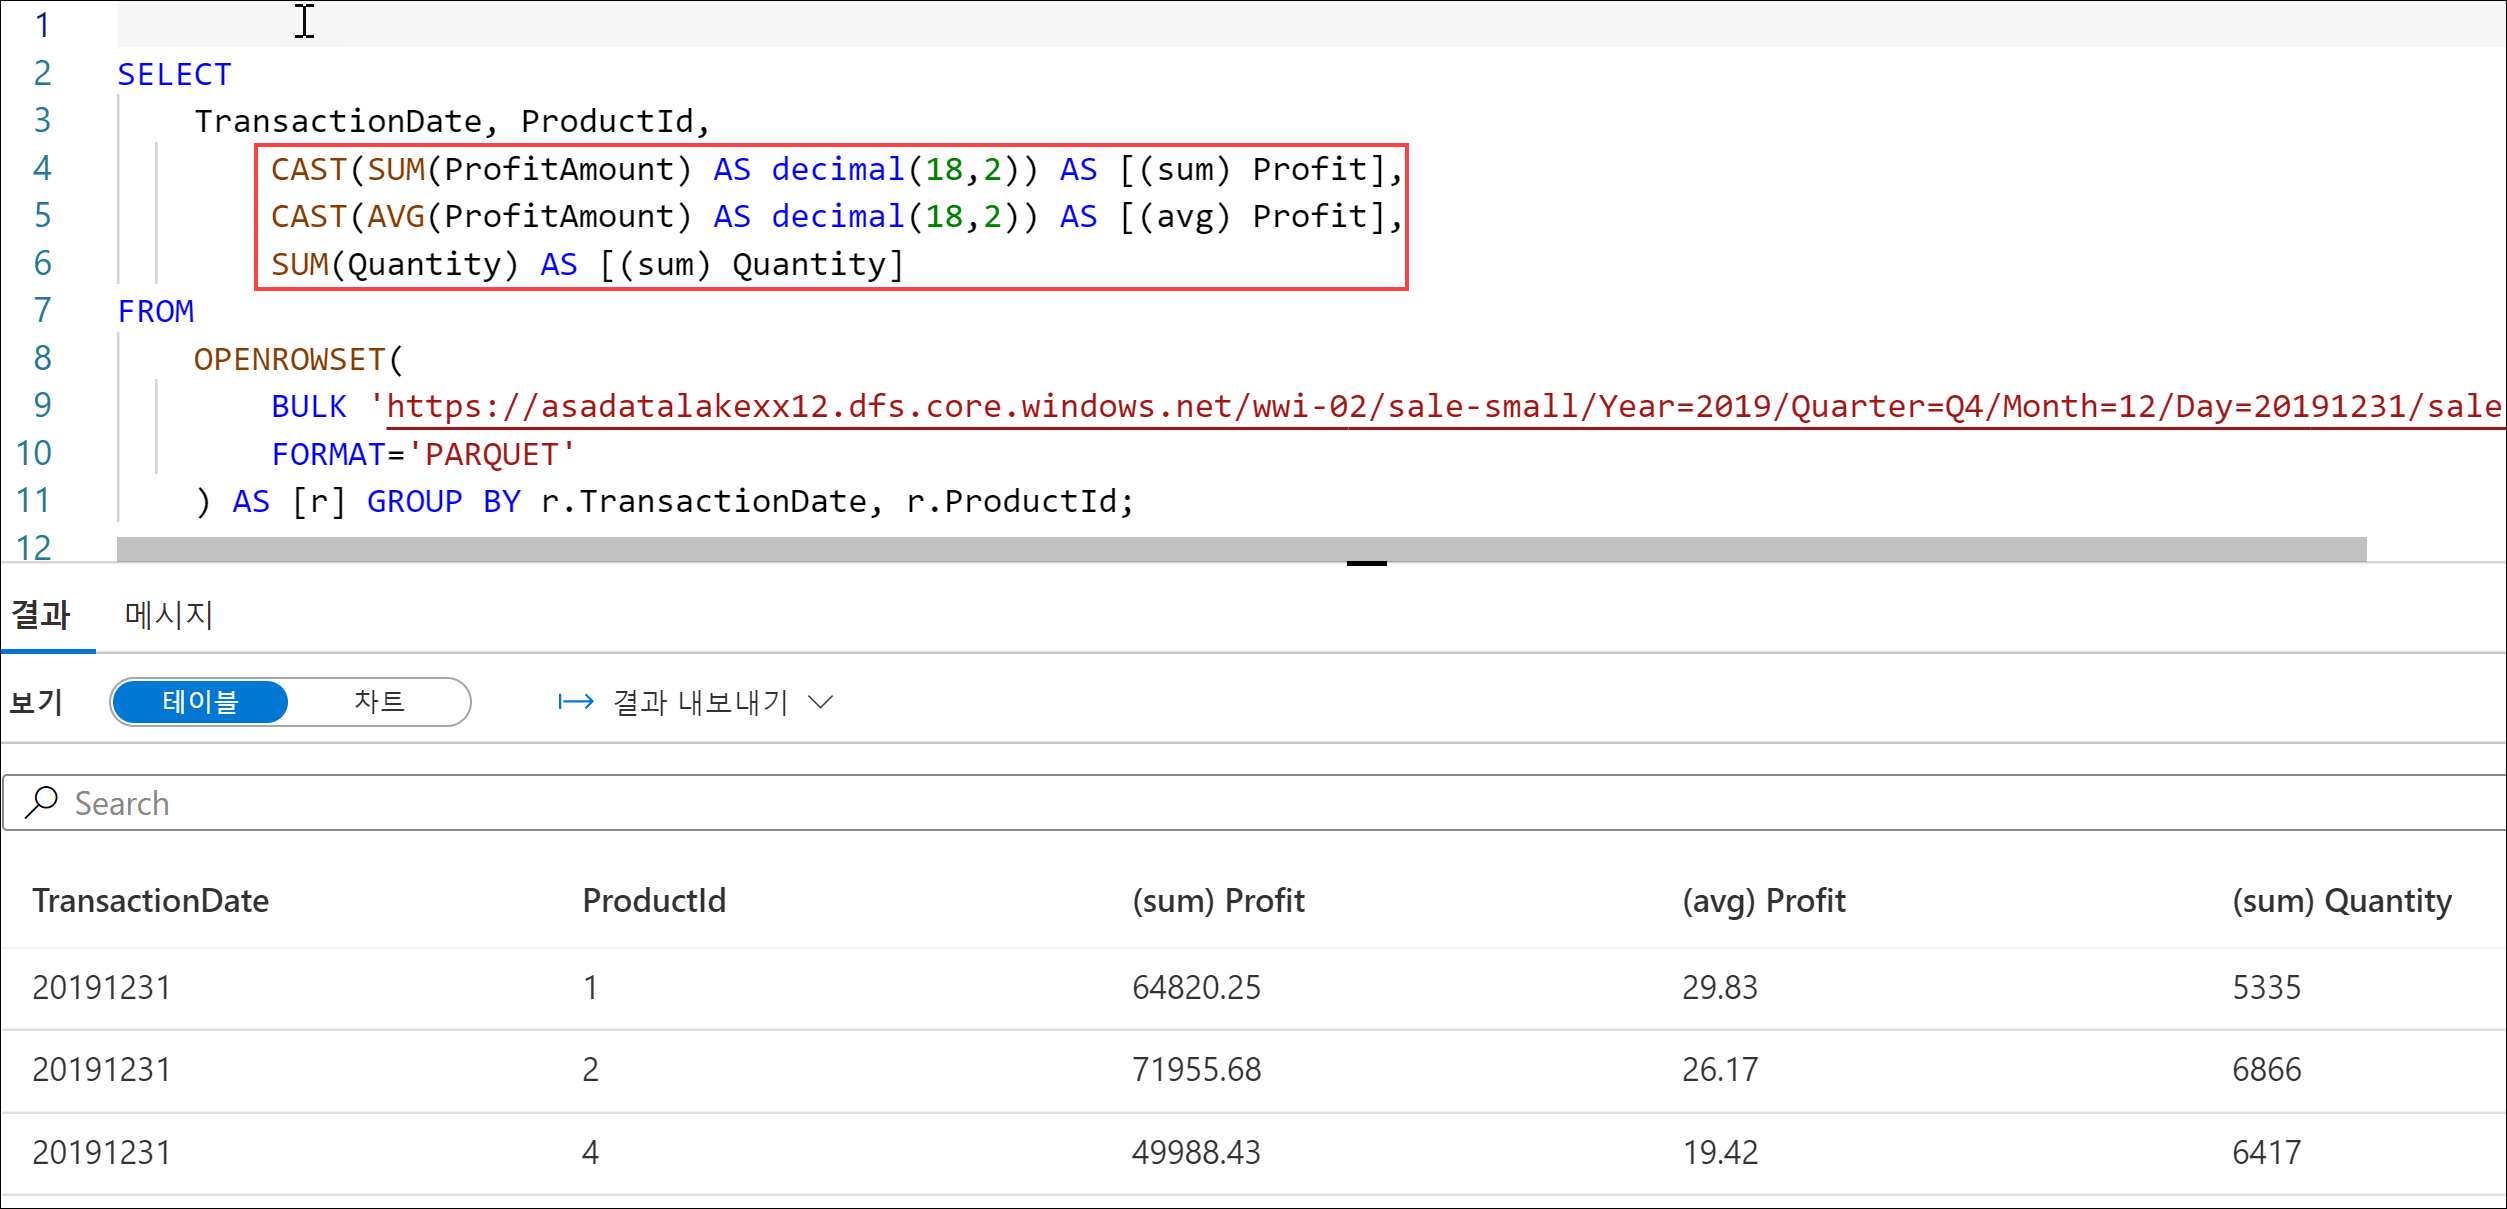 1
2 SELECT
3 TransactionDate, ProductId,
4 CAST(SUM(ProfitAmount) AS decimal(18,2)) AS [(sum) Profit],
5 CAST(AVG(ProfitAmount) AS decimal(18,2)) AS [(avg) Profit],
6 SUM(Quantity) AS [(sum) Quantity]
7 FROM
8 OPENROWSET(
9 BULK 'https://asadatalakexx12.dfs.core.windows.net/wwi-02/sale-small/Year=2019/Quarter=Q4/Month=12/Day=20191231/sale
10 FORMAT='PARQUET'
11 ) AS [r] GROUP BY r.TransactionDate, r.ProductId;
12
결과 메시지
보기 테이블 차트 결과 내보내기
Search
TransactionDate ProductId (sum) Profit (avg) Profit (sum) Quantity
20191231 1 64820.25 29.83 5335
20191231 2 71955.68 26.17 6866
20191231 4 49988.43 19.42 6417